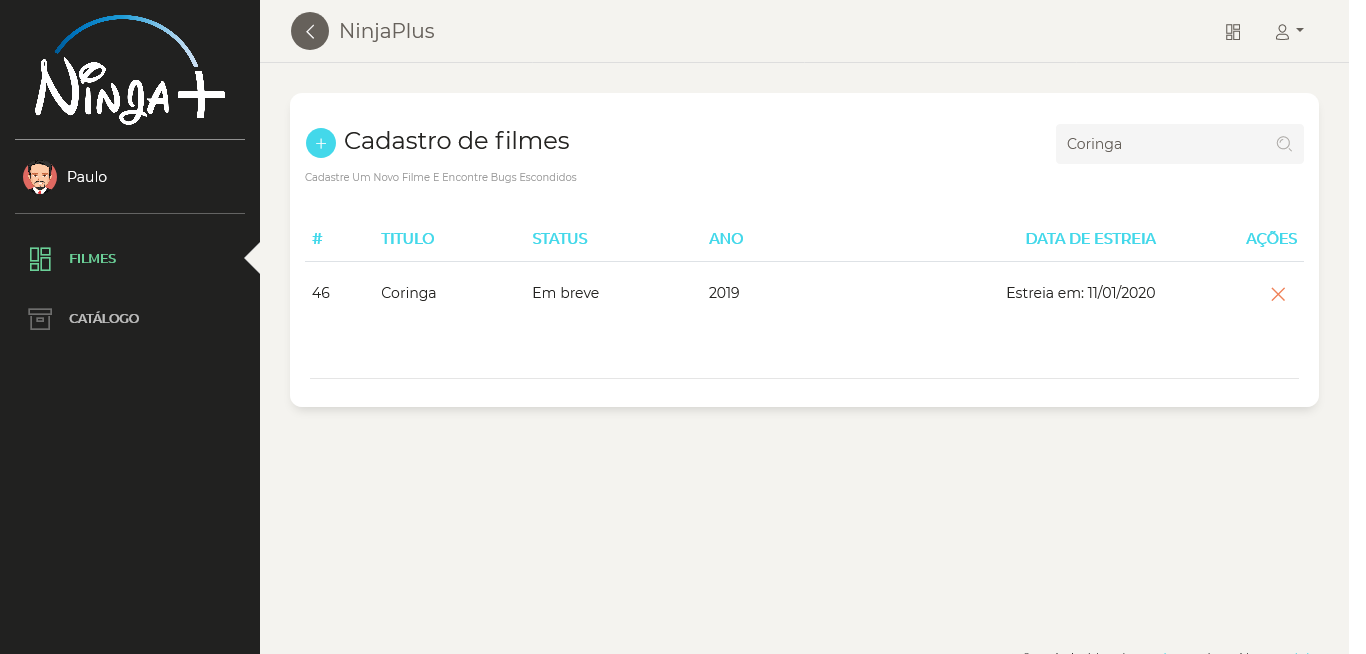 Ninja+
NinjaPlus
Paulo
FILMES
CATÁLOGO
Cadastro de filmes
Coringa
Cadastre Um Novo Filme E Encontre Bugs Escondidos
# TITULO STATUS ANO DATA DE ESTREIA AÇÕES
46 Coringa Em breve 2019 Estreia em: 11/01/2020